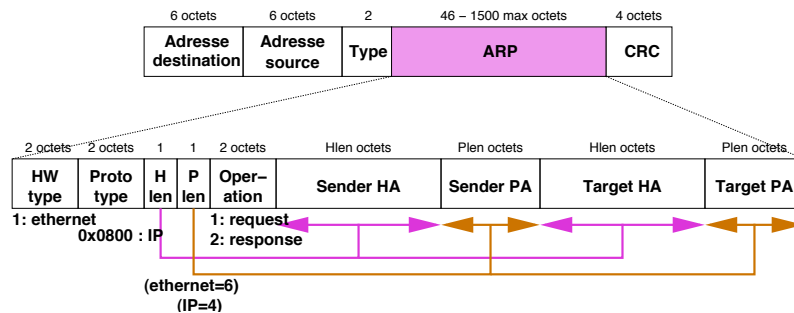 6 octets 6 octets 2 46 – 1500 max octets 4 octets
Adresse destination Adresse source Type ARP CRC
2 octets 2 octets 1 1 2 octets Hlen octets Plen octets Hlen octets Plen octets
HW type Proto type H len P len Oper– ation Sender HA Sender PA Target HA Target PA
1: ethernet 1: request
0x0800 : IP 2: response
(ethernet=6)
(IP=4)